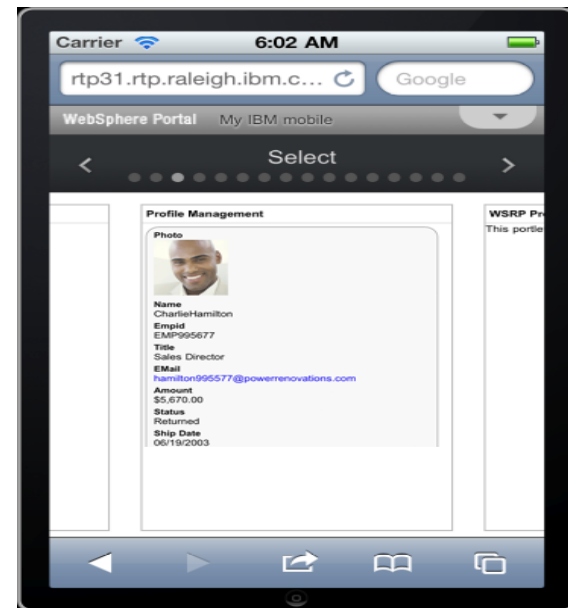 Carrier 6:02 AM
rtp31.rtp.raleigh.ibm.c... Google
WebSphere Portal My IBM mobile
Select
Profile Management
WSRP
Photo
This
Name
CharlieHamilton
Empid
EMP995677
Title
Sales Director
EMail
hamilton995577@powerrenovations.com
Amount
$5,670.00
Status
Returned
Ship Date
06/19/2003